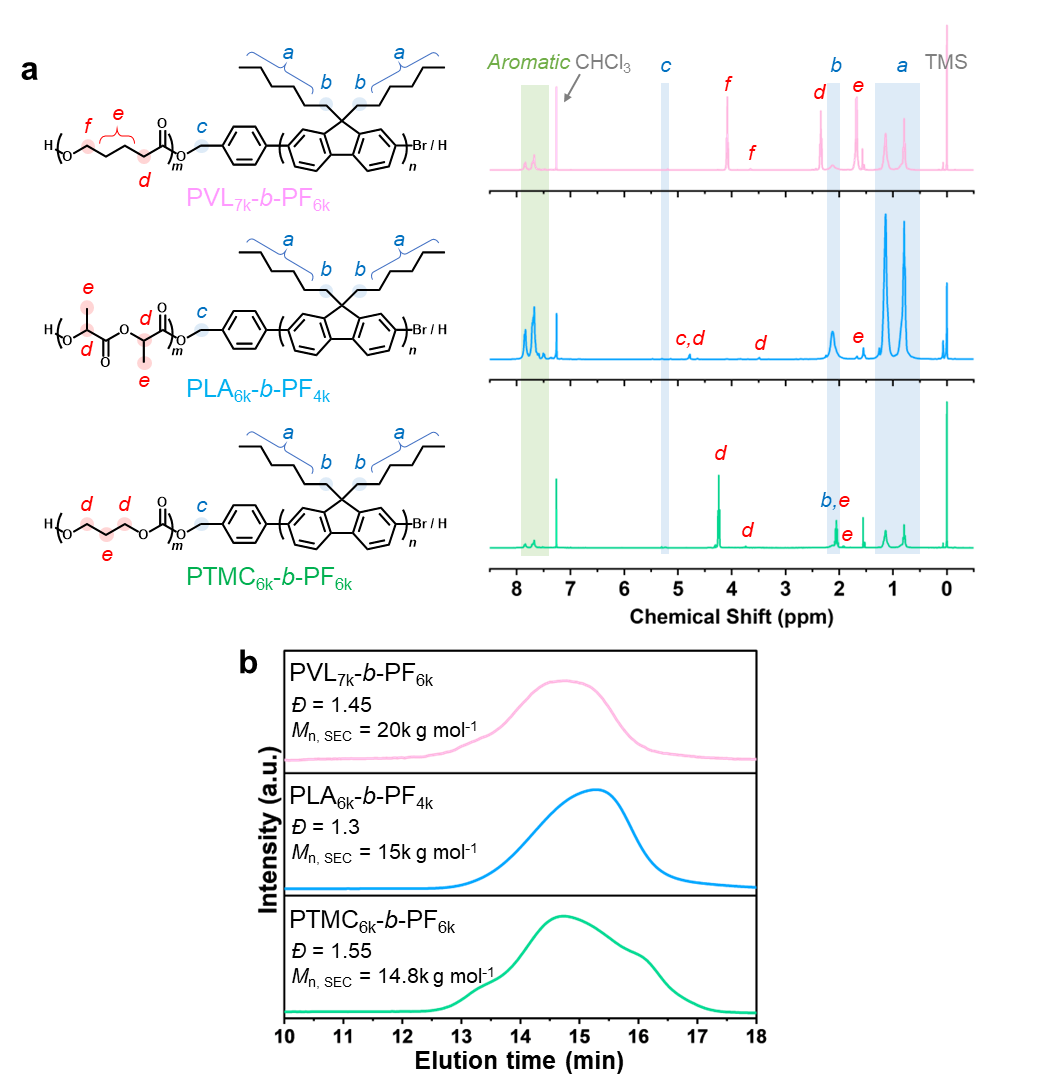 a
a a
b b
f e c
H O O O m n Br / H
d
PVL7k-b-PF6k
Aromatic CHCl3 c b a TMS
f d e
f
a a
b b
e d c
H O O O O O m n Br / H
d e
PLA6k-b-PF4k
c,d d e
a a
b b
d d c
H O O O O m n Br / H
e
PTMC6k-b-PF6k
d
d b,e e
8 7 6 5 4 3 2 1 0
Chemical Shift (ppm)
b
PVL7k-b-PF6k
Đ = 1.45
Mn, SEC = 20k g mol-1
PLA6k-b-PF4k
Đ = 1.3
Mn, SEC = 15k g mol-1
PTMC6k-b-PF6k
Đ = 1.55
Mn, SEC = 14.8k g mol-1
Intensity (a.u.)
10 11 12 13 14 15 16 17 18
Elution time (min)